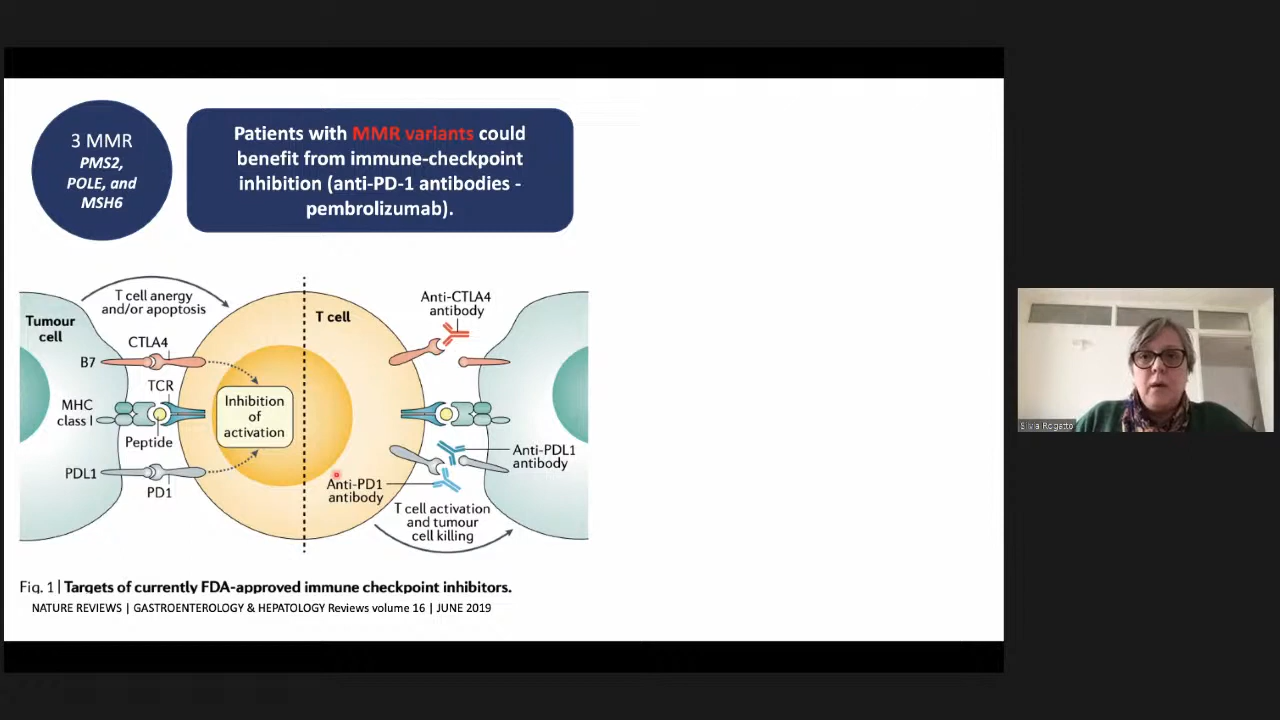 3 MMR
PMS2,
POLE, and
MSH6
Patients with MMR variants could
benefit from immune-checkpoint
inhibition (anti-PD-1 antibodies -
pembrolizumab).
T cell anergy
and/or apoptosis
Tumour
cell
CTLA4
B7
TCR
MHC
class I
Peptide
PDL1
PD1
Inhibition
of
activation
T cell
Anti-CTLA4
antibody
Anti-PDL1
antibody
Anti-PD1
antibody
T cell activation
and tumour
cell killing
Fig. 1 | Targets of currently FDA-approved immune checkpoint inhibitors.
NATURE REVIEWS | GASTROENTEROLOGY & HEPATOLOGY Reviews volume 16 | JUNE 2019
Silvia Rogatto